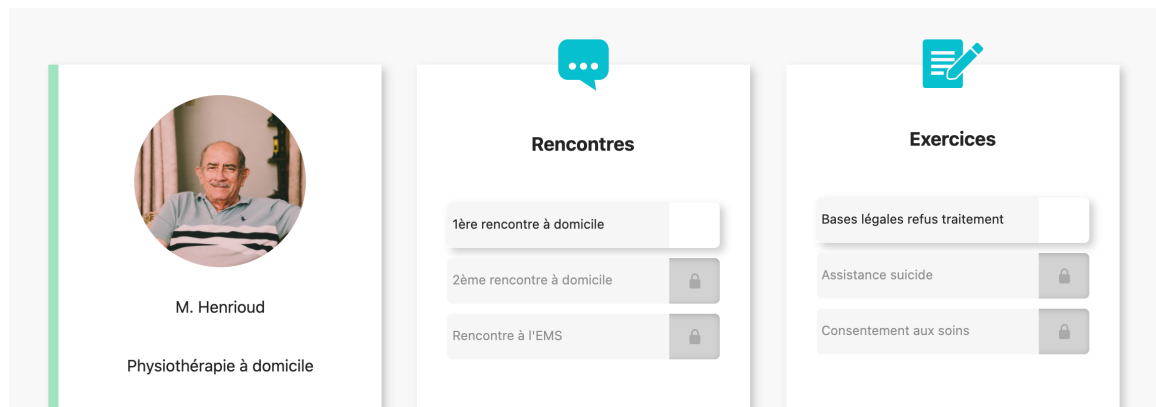 M. Henrioud
Physiothérapie à domicile
Rencontres
1ère rencontre à domicile
2ème rencontre à domicile
Rencontre à l'EMS
Exercices
Bases légales refus traitement
Assistance suicide
Consentement aux soins